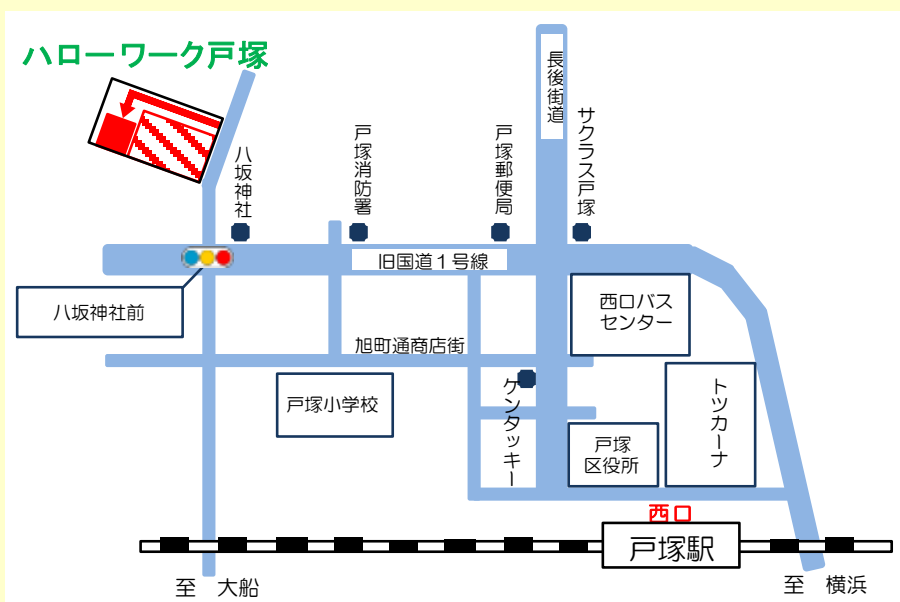 ハローワーク戸塚
長後街道
サクラス戸塚
八坂神社
戸塚消防署
戸塚郵便局
旧国道１号線
八坂神社前
西口バス
センター
旭町通商店街
戸塚小学校
ケンタッキー
トツカーナ
戸塚
区役所
西口
戸塚駅
至 大船
至 横浜